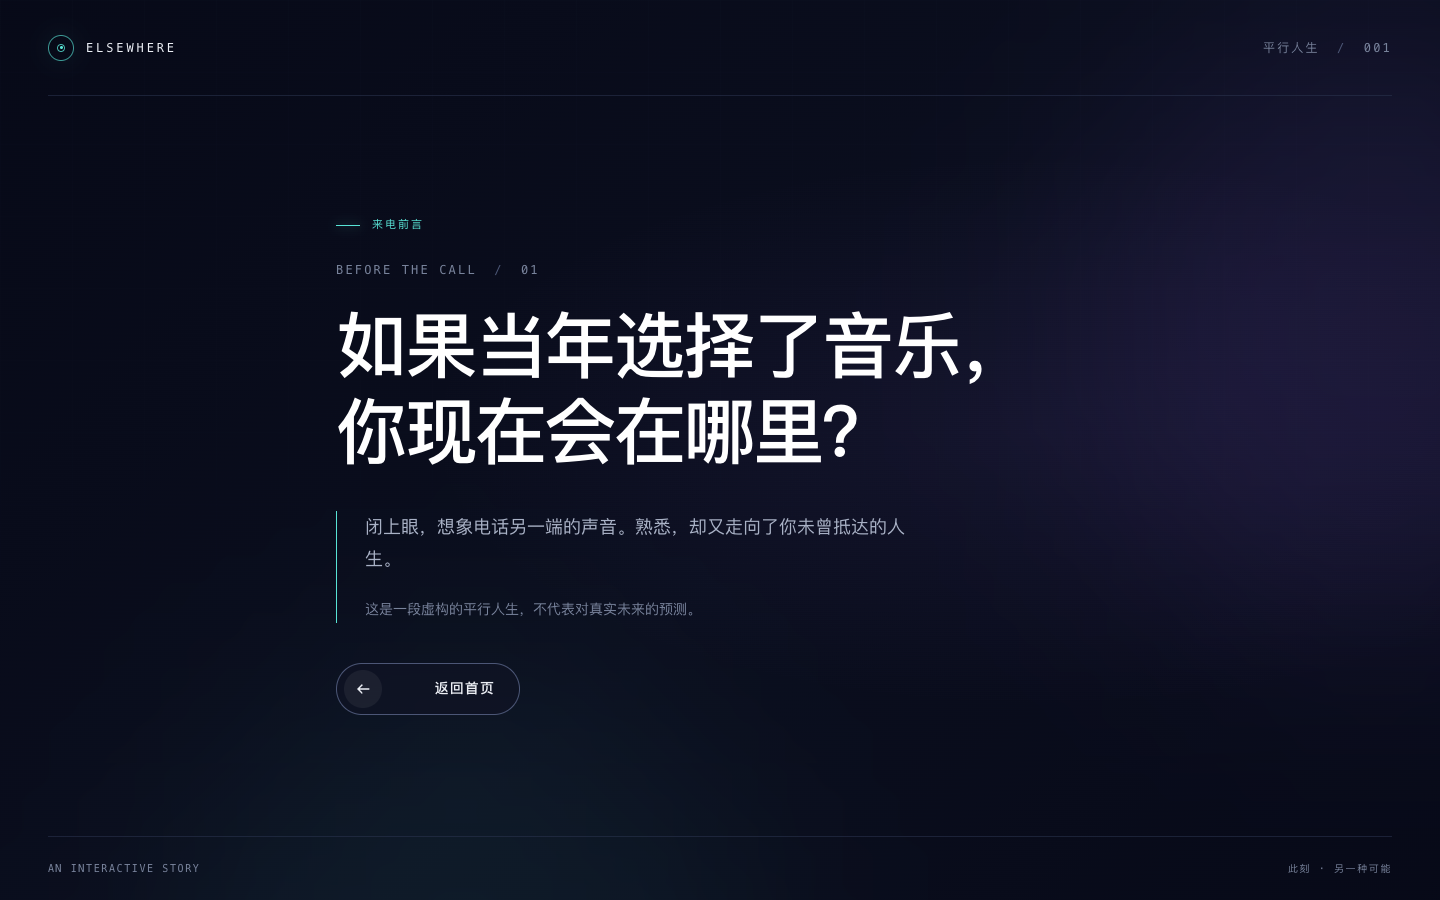 ELSEWHERE
平行人生 / 001
来电前言
BEFORE THE CALL / 01
如果当年选择了音乐，
你现在会在哪里？
闭上眼，想象电话另一端的声音。熟悉，却又走向了你未曾抵达的人
生。
这是一段虚构的平行人生，不代表对真实未来的预测。
返回首页
AN INTERACTIVE STORY
此刻 · 另一种可能